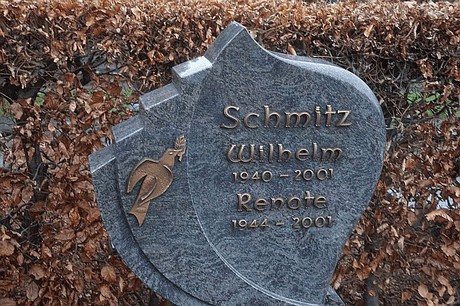 Schmitz
Wilhelm
1940 - 2001
Renate
1944 - 2001